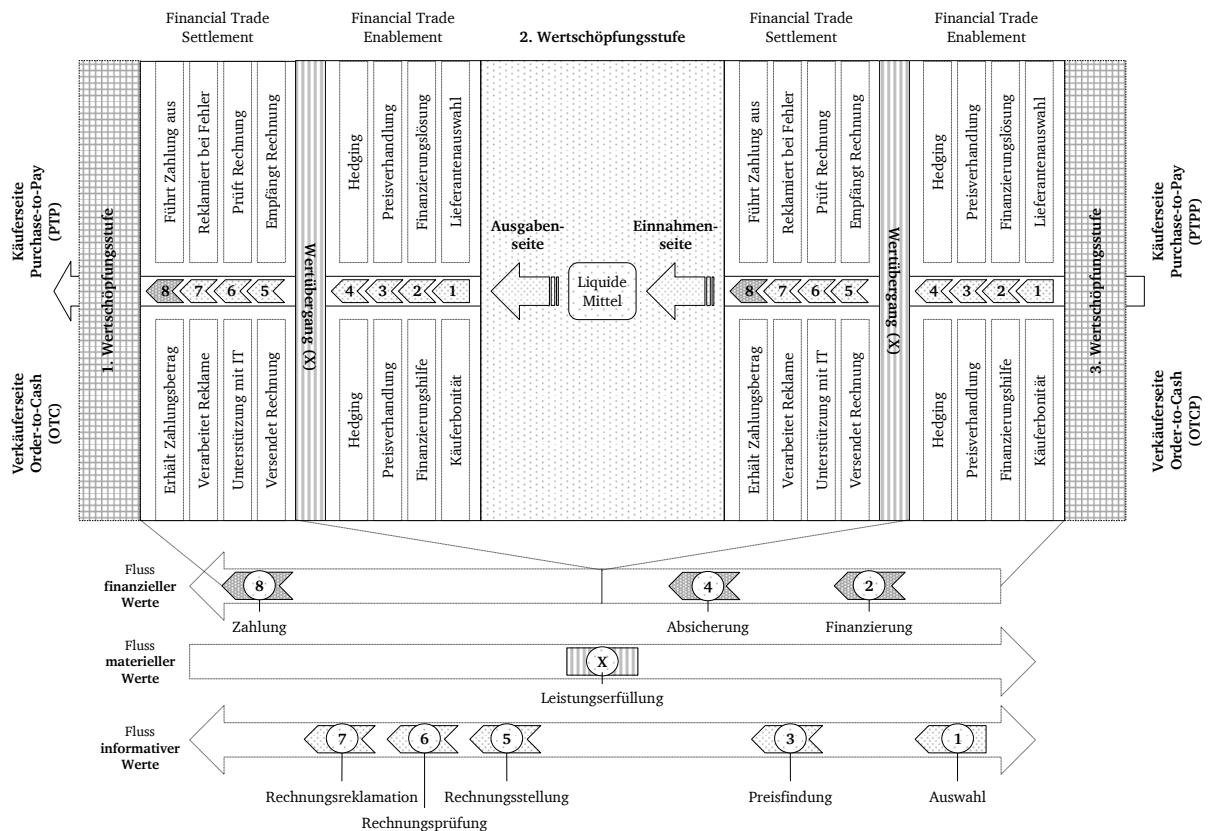 Financial Trade
Settlement
Financial Trade
Enablement
2. Wertschöpfungsstufe
Financial Trade
Settlement
Financial Trade
Enablement
Käuferseite
Purchase-to-Pay
(PTP)
Verkäuferseite
Order-to-Cash
(OTC)
1. Wertschöpfungsstufe
Führt Zahlung aus
Reklamiert bei Fehler
Prüft Rechnung
Empfängt Rechnung
8
7
6
5
Erhält Zahlungsbetrag
Verarbeitet Reklame
Unterstützung mit IT
Versendet Rechnung
Wertübergang (X)
Hedging
Preisverhandlung
Finanzierungslösung
Lieferantenauswahl
4
3
2
1
Hedging
Preisverhandlung
Finanzierungshilfe
Käuferbonität
Ausgaben-
seite
Liquide
Mittel
Einnahmen-
seite
Führt Zahlung aus
Reklamiert bei Fehler
Prüft Rechnung
Empfängt Rechnung
8
7
6
5
Erhält Zahlungsbetrag
Verarbeitet Reklame
Unterstützung mit IT
Versendet Rechnung
Wertübergang (X)
Hedging
Preisverhandlung
Finanzierungslösung
Lieferantenauswahl
4
3
2
1
Hedging
Preisverhandlung
Finanzierungshilfe
Käuferbonität
3. Wertschöpfungsstufe
Käuferseite
Purchase-to-Pay
(PTPP)
Verkäuferseite
Order-to-Cash
(OTCP)
Fluss
finanzieller
Werte
8
4
2
Zahlung
Absicherung
Finanzierung
Fluss
materieller
Werte
X
Leistungserfüllung
Fluss
informativer
Werte
7
6
5
3
1
Rechnungsreklamation
Rechnungsstellung
Preisfindung
Auswahl
Rechnungsprüfung